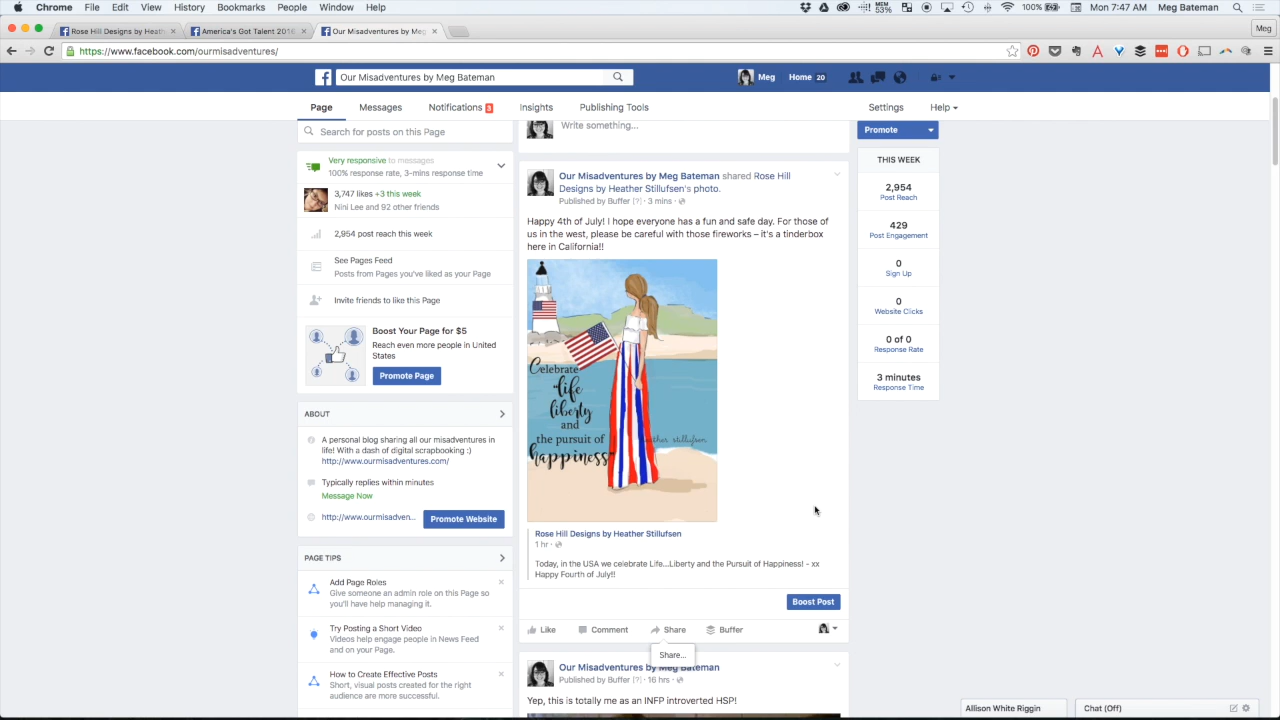 Chrome File Edit View History Bookmarks People Window Help
MEM 53% 100% Mon 7:47 AM Meg Bateman
Rose Hill Designs by Heath America's Got Talent 2016 Our Misadventures by Meg Meg
https://www.facebook.com/ourmisadventures/
Our Misadventures by Meg Bateman Meg Home 20
Page Messages Notifications 3 Insights Publishing Tools Settings Help
Search for posts on this Page
Very responsive to messages
100% response rate, 3-mins response time
3,747 likes +3 this week
Nini Lee and 92 other friends
2,954 post reach this week
See Pages Feed
Posts from Pages you've liked as your Page
Invite friends to like this Page
Boost Your Page for $5
Reach even more people in United
States
Promote Page
ABOUT
A personal blog sharing all our misadventures in
life! With a dash of digital scrapbooking :)
http://www.ourmisadventures.com/
Typically replies within minutes
Message Now
http://www.ourmisadven... Promote Website
PAGE TIPS
Add Page Roles
Give someone an admin role on this Page so
you'll have help managing it.
Try Posting a Short Video
Videos help engage people in News Feed
and on your Page.
How to Create Effective Posts
Short, visual posts created for the right
audience are more successful.
Write something...
Our Misadventures by Meg Bateman shared Rose Hill
Designs by Heather Stillufsen's photo.
Published by Buffer [?] · 3 mins ·
Happy 4th of July! I hope everyone has a fun and safe day. For those of
us in the west, please be careful with those fireworks – it's a tinderbox
here in California!!
Celebrate
life
liberty
and
the pursuit of
happiness
heather stillufsen
Rose Hill Designs by Heather Stillufsen
1 hr ·
Today, in the USA we celebrate Life...Liberty and the Pursuit of Happiness! - xx
Happy Fourth of July!!
Boost Post
Like Comment Share Buffer
Share...
Our Misadventures by Meg Bateman
Published by Buffer [?] · 16 hrs ·
Yep, this is totally me as an INFP introverted HSP!
Promote
THIS WEEK
2,954
Post Reach
429
Post Engagement
0
Sign Up
0
Website Clicks
0 of 0
Response Rate
3 minutes
Response Time
Allison White Riggin Chat (Off)